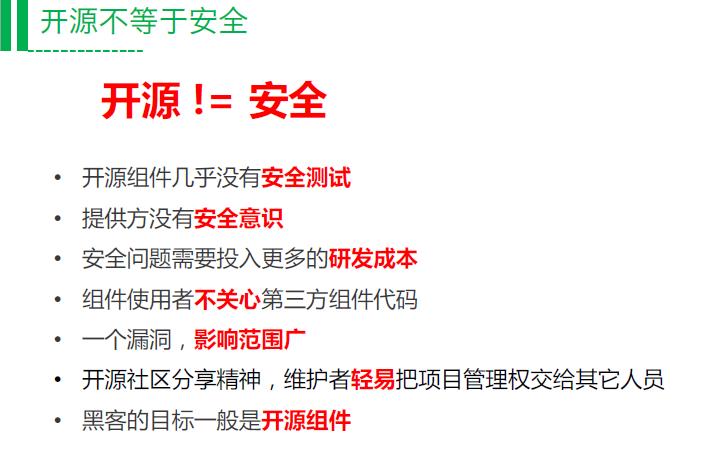 开源不等于安全
开源 != 安全
• 开源组件几乎没有安全测试
• 提供方没有安全意识
• 安全问题需要投入更多的研发成本
• 组件使用者不关心第三方组件代码
• 一个漏洞，影响范围广
• 开源社区分享精神，维护者轻易把项目管理权交给其它人员
• 黑客的目标一般是开源组件